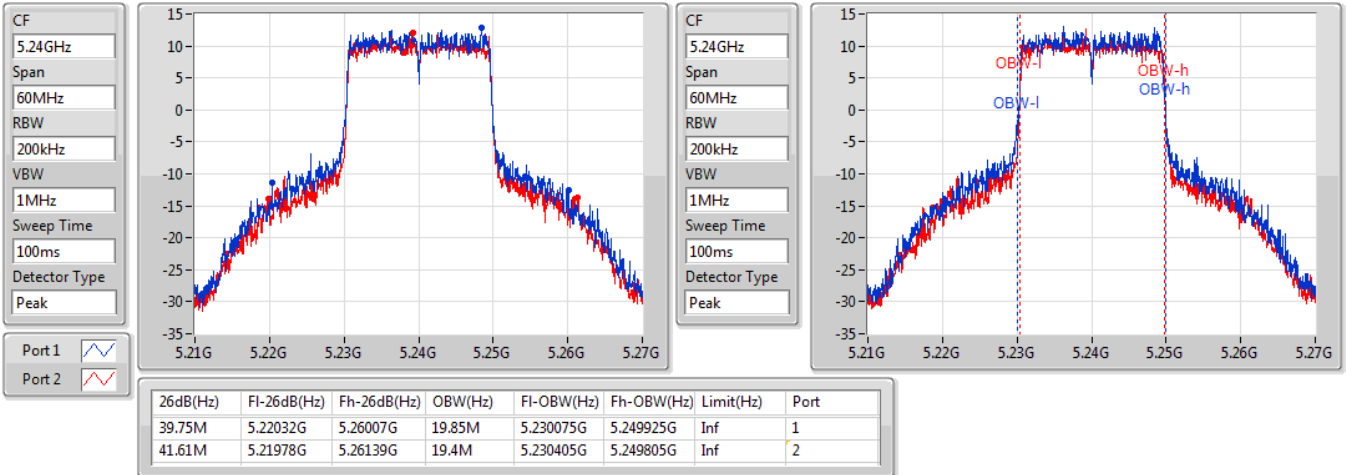 CF
5.24GHz
Span
60MHz
RBW
200kHz
VBW
1MHz
Sweep Time
100ms
Detector Type
Peak
Port 1
Port 2
15-
10-
5-
0-
-5-
-10-
-15-
-20-
-25-
-30-
-35-
5.21G 5.22G 5.23G 5.24G 5.25G 5.26G 5.27G
CF
5.24GHz
Span
60MHz
RBW
200kHz
VBW
1MHz
Sweep Time
100ms
Detector Type
Peak
15-
10-
5-
0-
-5-
-10-
-15-
-20-
-25-
-30-
-35-
OBW-l OBW-h
OBW-l OBW-h
5.21G 5.22G 5.23G 5.24G 5.25G 5.26G 5.27G
26dB(Hz) Fl-26dB(Hz) Fh-26dB(Hz) OBW(Hz) Fl-OBW(Hz) Fh-OBW(Hz) Limit(Hz) Port
39.75M 5.22032G 5.26007G 19.85M 5.230075G 5.249925G Inf 1
41.61M 5.21978G 5.26139G 19.4M 5.230405G 5.249805G Inf 2